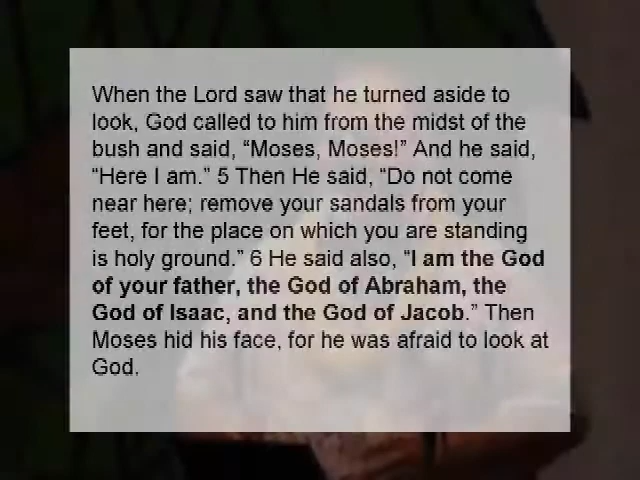 When the Lord saw that he turned aside to
look, God called to him from the midst of the
bush and said, “Moses, Moses!” And he said,
“Here I am.” 5 Then He said, “Do not come
near here; remove your sandals from your
feet, for the place on which you are standing
is holy ground.” 6 He said also, “I am the God
of your father, the God of Abraham, the
God of Isaac, and the God of Jacob.” Then
Moses hid his face, for he was afraid to look at
God.